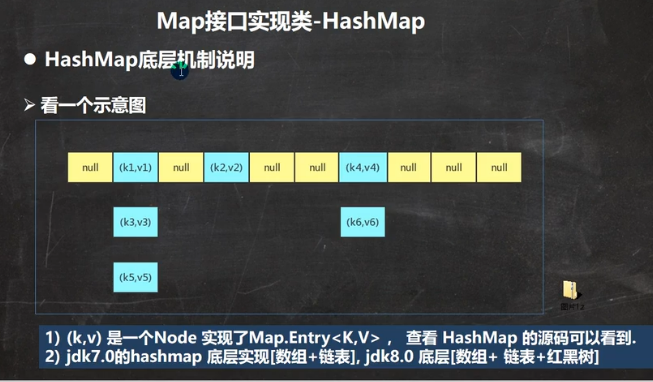 Map接口实现类-HashMap
● HashMap底层机制说明
➢ 看一个示意图
null (k1,v1) null (k2,v2) null null (k4,v4) null null null
(k3,v3) (k6,v6)
(k5,v5)
1) (k,v) 是一个Node 实现了Map.Entry<K,V> ， 查看 HashMap 的源码可以看到.
2) jdk7.0的hashmap 底层实现[数组+链表], jdk8.0 底层[数组+ 链表+红黑树]